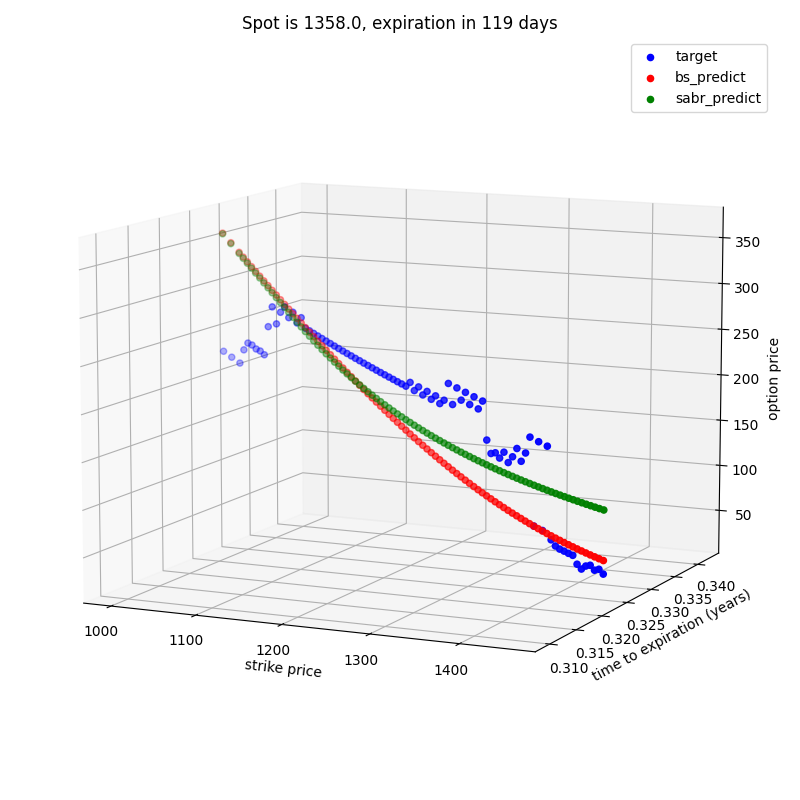 Spot is 1358.0, expiration in 119 days
target
bs_predict
sabr_predict
350
300
250
200
150
100
50
option price
0.340
0.335
0.330
0.325
0.320
0.315
0.310
time to expiration (years)
1000
1100
1200
1300
1400
strike price